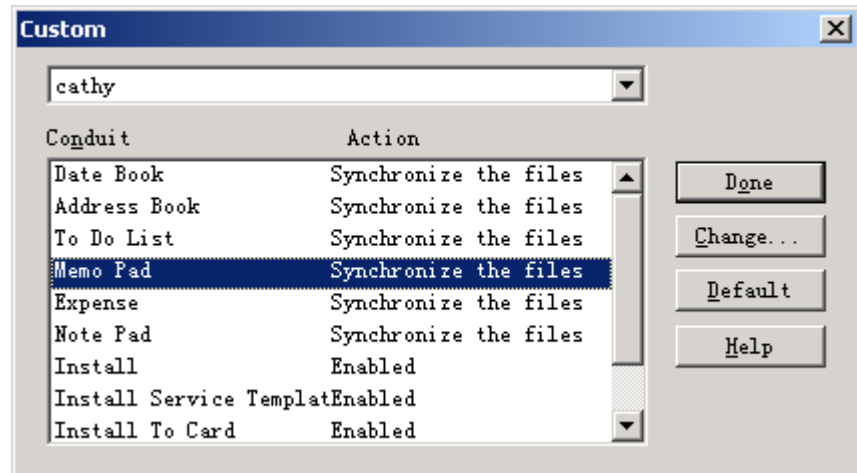 Custom
cathy
Conduit Action
Date Book Synchronize the files
Address Book Synchronize the files
To Do List Synchronize the files
Memo Pad Synchronize the files
Expense Synchronize the files
Note Pad Synchronize the files
Install Enabled
Install Service TemplatEnabled
Install To Card Enabled
Done
Change...
Default
Help